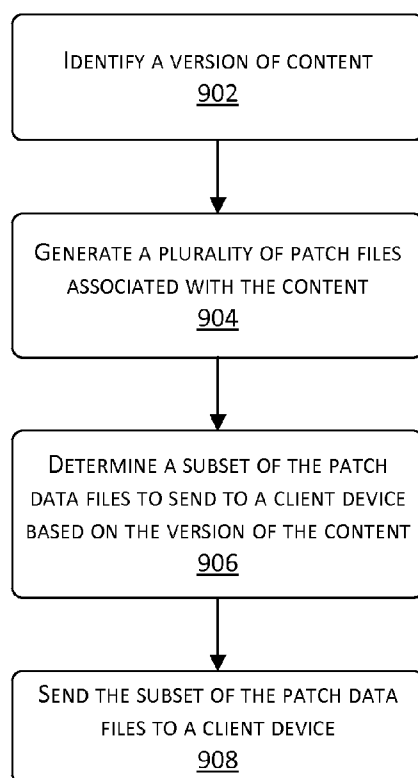 IDENTIFY A VERSION OF CONTENT
902
GENERATE A PLURALITY OF PATCH FILES
ASSOCIATED WITH THE CONTENT
904
DETERMINE A SUBSET OF THE PATCH
DATA FILES TO SEND TO A CLIENT DEVICE
BASED ON THE VERSION OF THE CONTENT
906
SEND THE SUBSET OF THE PATCH DATA
FILES TO A CLIENT DEVICE
908